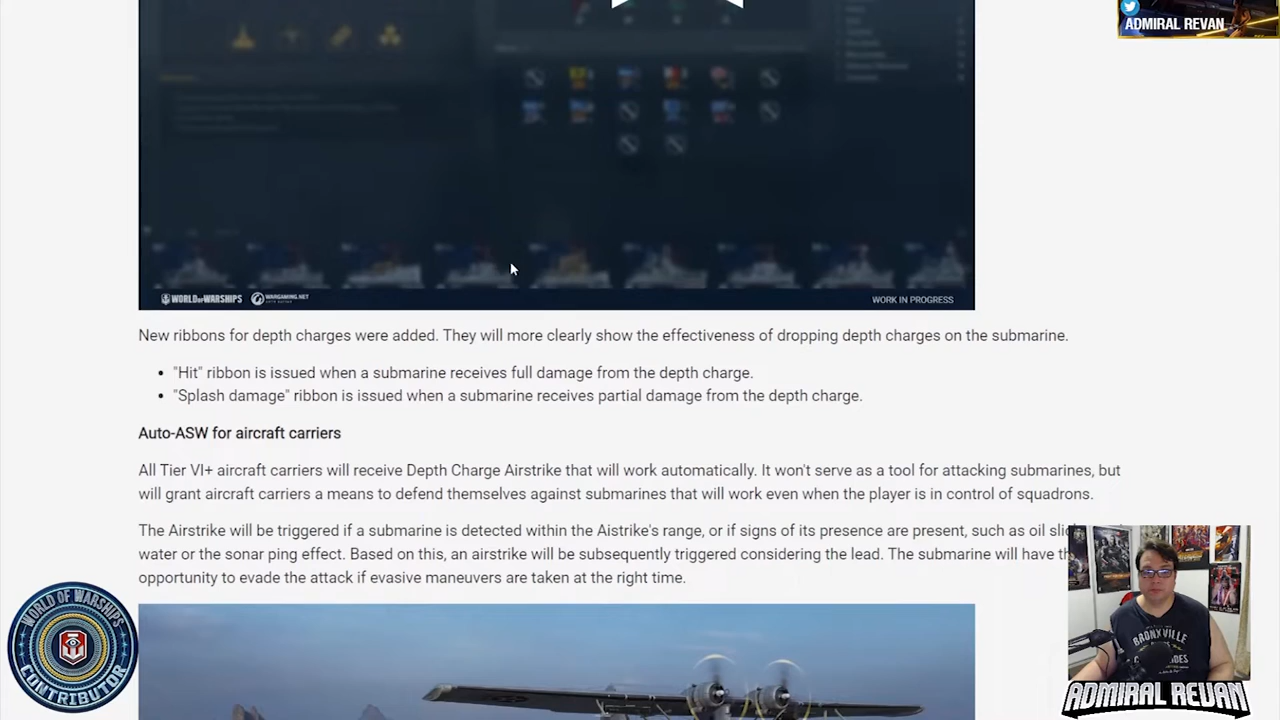 ADMIRAL REVAN
WORLD OF WARSHIPS
WARGAMING.NET
WORK IN PROGRESS
New ribbons for depth charges were added. They will more clearly show the effectiveness of dropping depth charges on the submarine.
"Hit" ribbon is issued when a submarine receives full damage from the depth charge.
"Splash damage" ribbon is issued when a submarine receives partial damage from the depth charge.
Auto-ASW for aircraft carriers
All Tier VI+ aircraft carriers will receive Depth Charge Airstrike that will work automatically. It won't serve as a tool for attacking submarines, but
will grant aircraft carriers a means to defend themselves against submarines that will work even when the player is in control of squadrons.
The Airstrike will be triggered if a submarine is detected within the Aistrike's range, or if signs of its presence are present, such as oil
water or the sonar ping effect. Based on this, an airstrike will be subsequently triggered considering the lead. The submarine will have
opportunity to evade the attack if evasive maneuvers are taken at the right time.
WORLD OF WARSHIPS
CONTRIBUTOR
BRONXVILLE
ADMIRAL REVAN